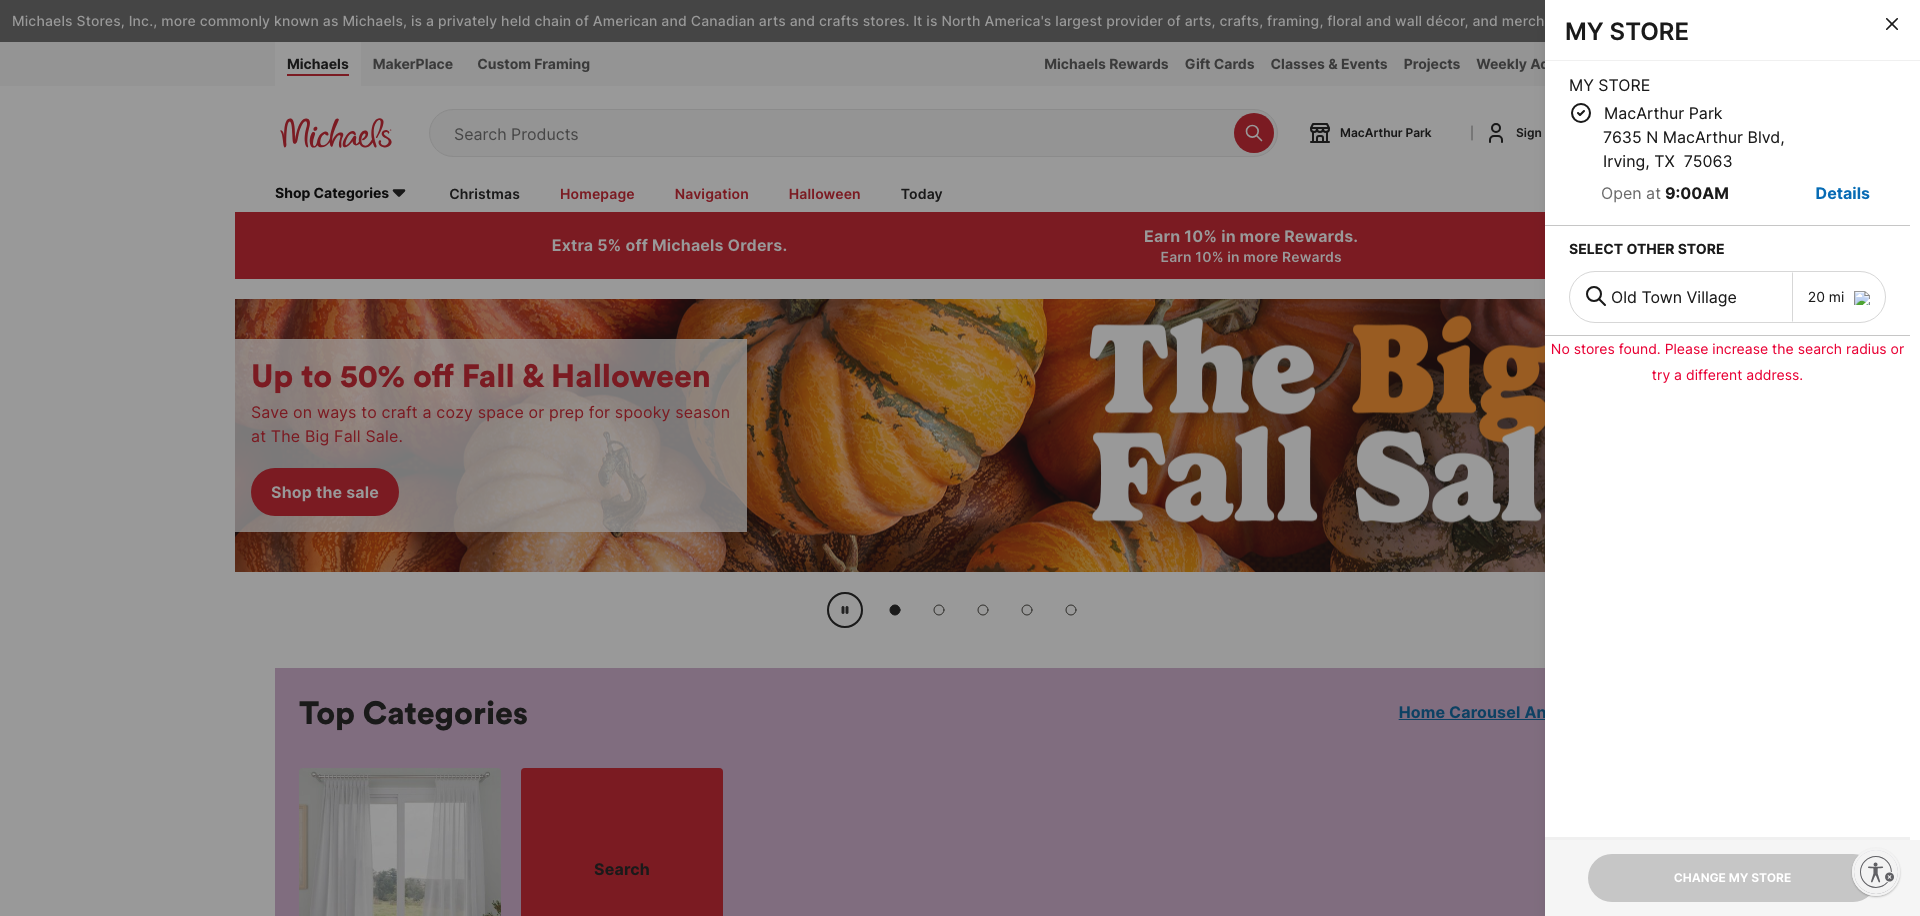 Michaels Stores, Inc., more commonly known as Michaels, is a privately held chain of American and Canadian arts and crafts stores. It is North America's largest provider of arts, crafts, framing, floral and wall décor, and merch
Michaels MakerPlace Custom Framing Michaels Rewards Gift Cards Classes & Events Projects Weekly Ad
Michaels
Search Products
MacArthur Park
Sign
Shop Categories Christmas Homepage Navigation Halloween Today
Extra 5% off Michaels Orders.
Earn 10% in more Rewards.
Earn 10% in more Rewards
Up to 50% off Fall & Halloween
Save on ways to craft a cozy space or prep for spooky season
at The Big Fall Sale.
Shop the sale
The Big
Fall Sal
Top Categories
Home Carousel An
Search
MY STORE
MY STORE
MacArthur Park
7635 N MacArthur Blvd,
Irving, TX 75063
Open at 9:00AM Details
SELECT OTHER STORE
Old Town Village 20 mi
No stores found. Please increase the search radius or
try a different address.
CHANGE MY STORE